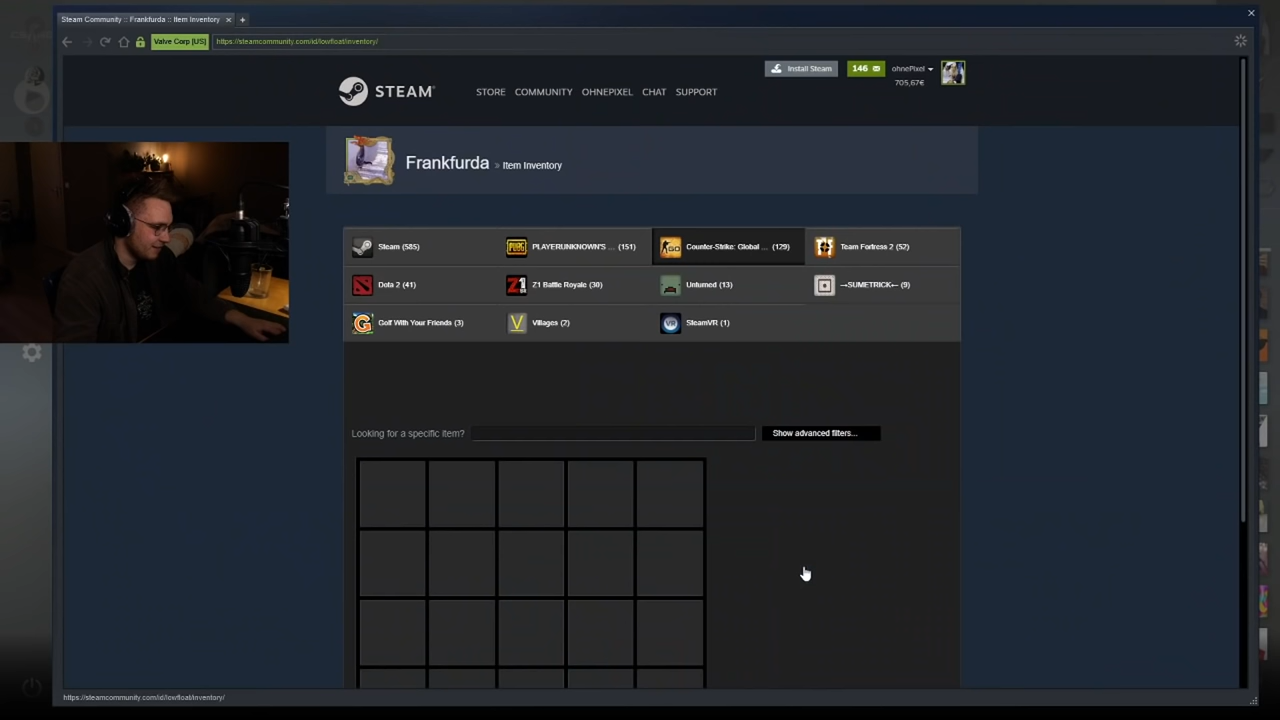 Steam Community :: Frankfurda :: Item Inventory
Valve Corp [US]
https://steamcommunity.com/id/lowfloat/inventory/
Install Steam
146
ohnePixel
705,67€
STEAM
STORE COMMUNITY OHNEPIXEL CHAT SUPPORT
Frankfurda » Item Inventory
Steam (585)
PLAYERUNKNOWN'S ... (151)
Counter-Strike: Global ... (129)
Team Fortress 2 (52)
Dota 2 (41)
Z1 Battle Royale (30)
Unturned (13)
→SUMETRICK← (9)
Golf With Your Friends (3)
Villages (2)
SteamVR (1)
Looking for a specific item?
Show advanced filters...
https://steamcommunity.com/id/lowfloat/inventory/